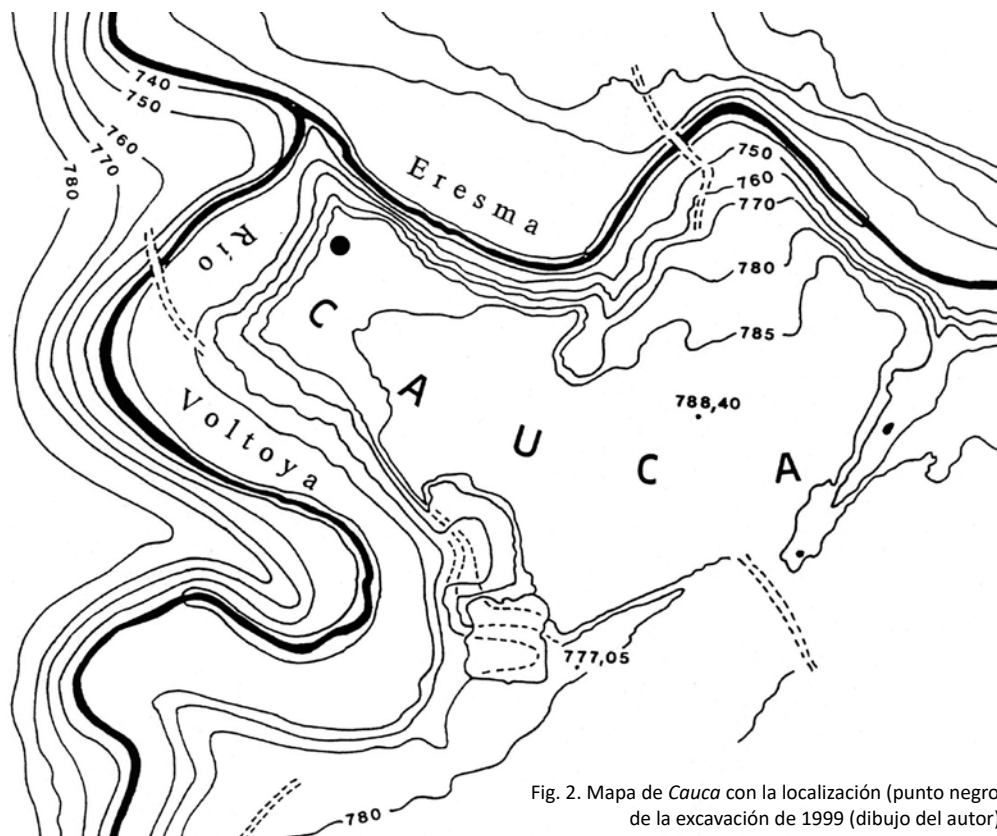 740
750
760
770
780
Eresma
Río
Voltoya
750
760
770
780
785
788,40
C A U C A
777,05
780
Fig. 2. Mapa de Cauca con la localización (punto negro
de la excavación de 1999 (dibujo del autor)